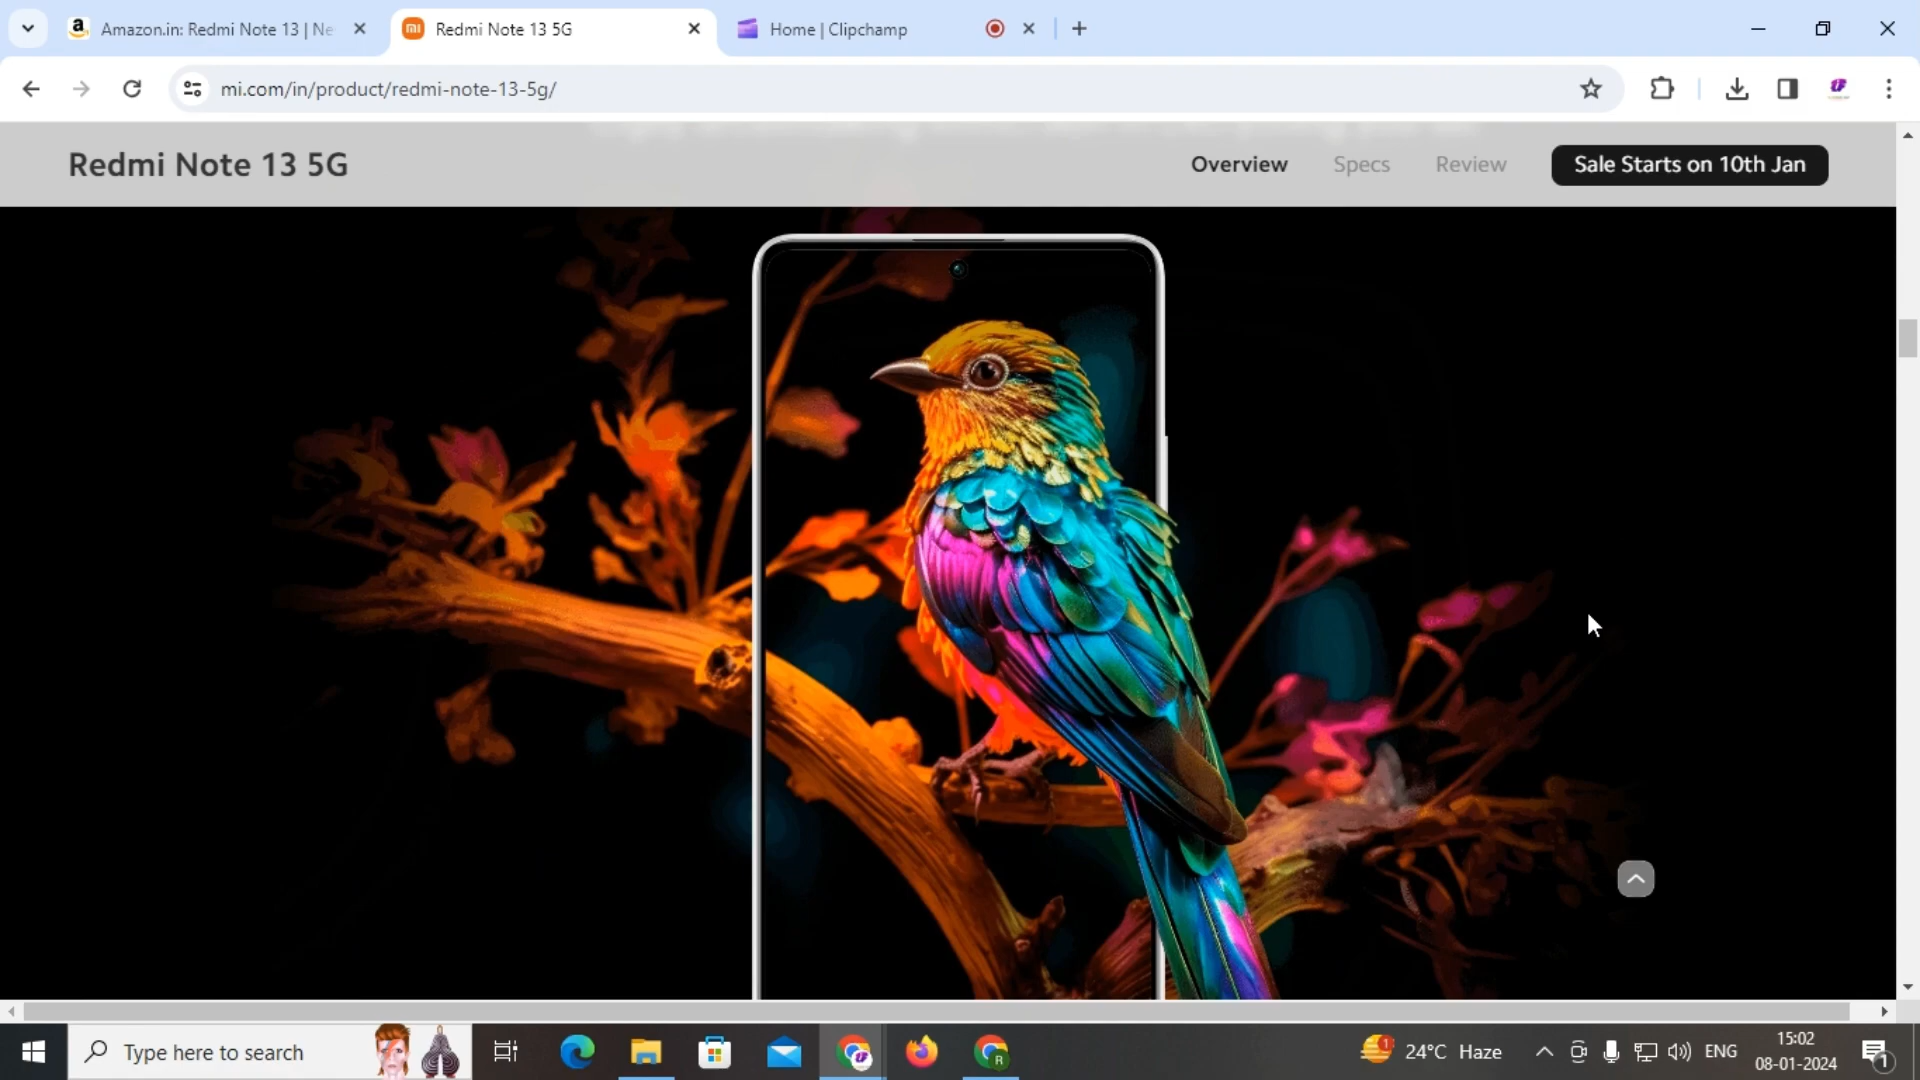 Amazon.in: Redmi Note 13 | Ne
Redmi Note 13 5G
Home | Clipchamp
mi.com/in/product/redmi-note-13-5g/
Redmi Note 13 5G
Overview
Specs
Review
Sale Starts on 10th Jan
Type here to search
24°C Haze
ENG
15:02
08-01-2024
1